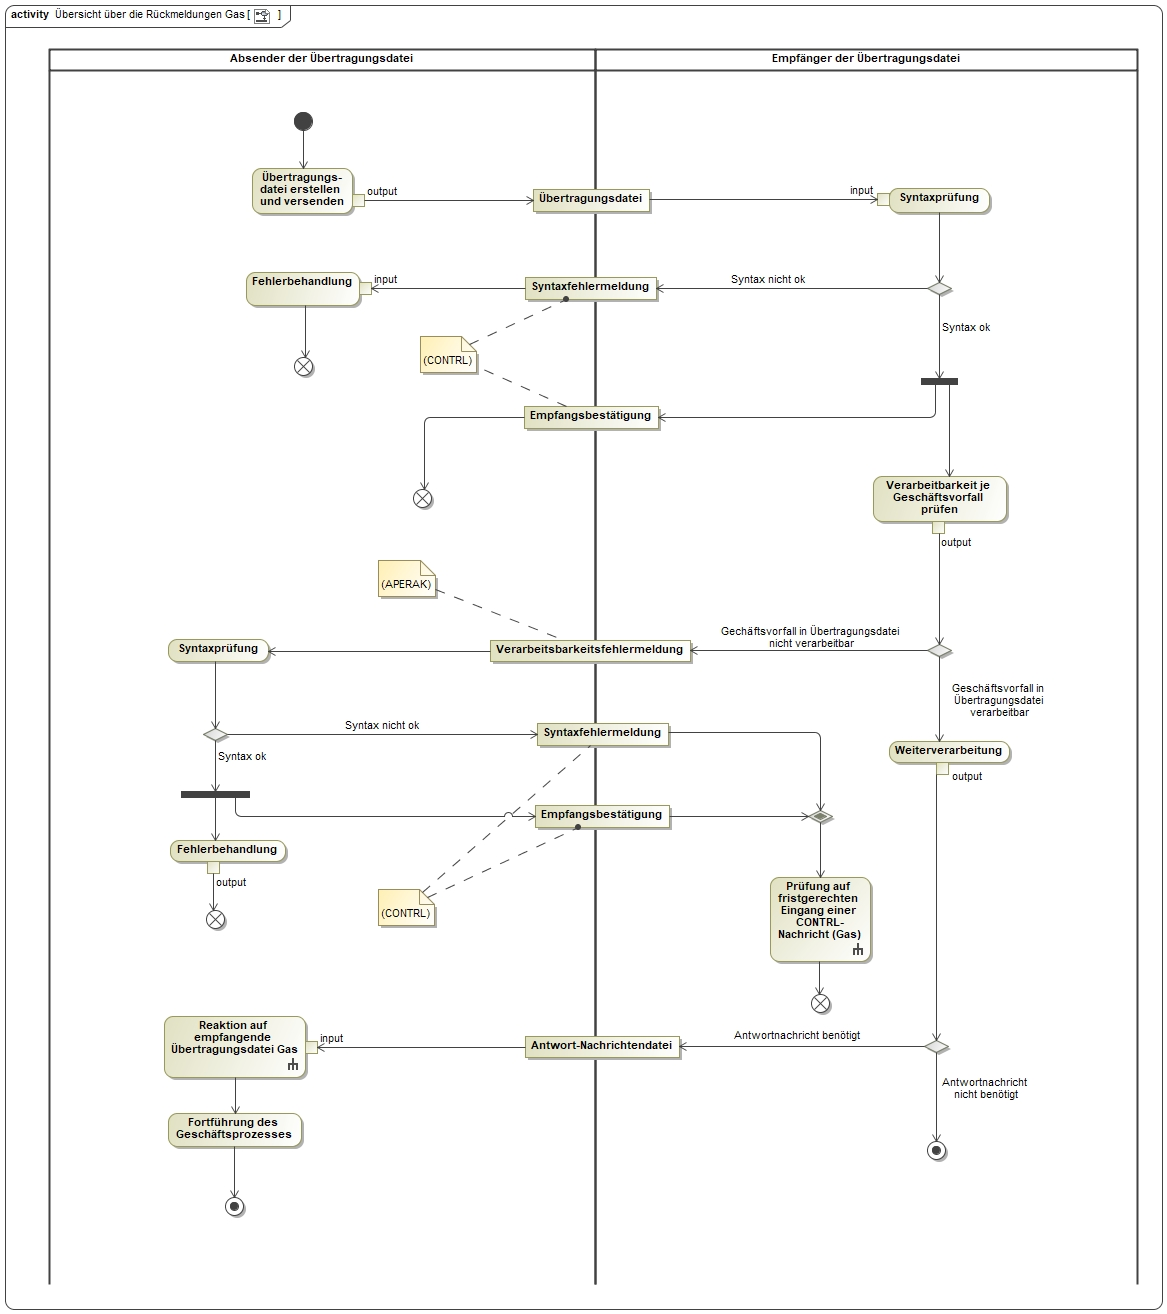 activity Übersicht über die Rückmeldungen Gas [ ]
Absender der Übertragungsdatei
Empfänger der Übertragungsdatei
Übertragungs-
datei erstellen
und versenden
output
Übertragungsdatei
input
Syntaxprüfung
Fehlerbehandlung
input
Syntaxfehlermeldung
Syntax nicht ok
Syntax ok
(CONTRL)
Empfangsbestätigung
Verarbeitbarkeit je
Geschäftsvorfall
prüfen
output
(APERAK)
Gechäftsvorfall in Übertragungsdatei
nicht verarbeitbar
Syntaxprüfung
Verarbeitsbarkeitsfehlermeldung
Geschäftsvorfall in
Übertragungsdatei
verarbeitbar
Syntax nicht ok
Syntaxfehlermeldung
Syntax ok
Weiterverarbeitung
output
Empfangsbestätigung
Fehlerbehandlung
output
(CONTRL)
Prüfung auf
fristgerechten
Eingang einer
CONTRL-
Nachricht (Gas)
Reaktion auf
empfangende
Übertragungsdatei Gas
input
Antwort-Nachrichtendatei
Antwortnachricht benötigt
Antwortnachricht
nicht benötigt
Fortführung des
Geschäftsprozesses